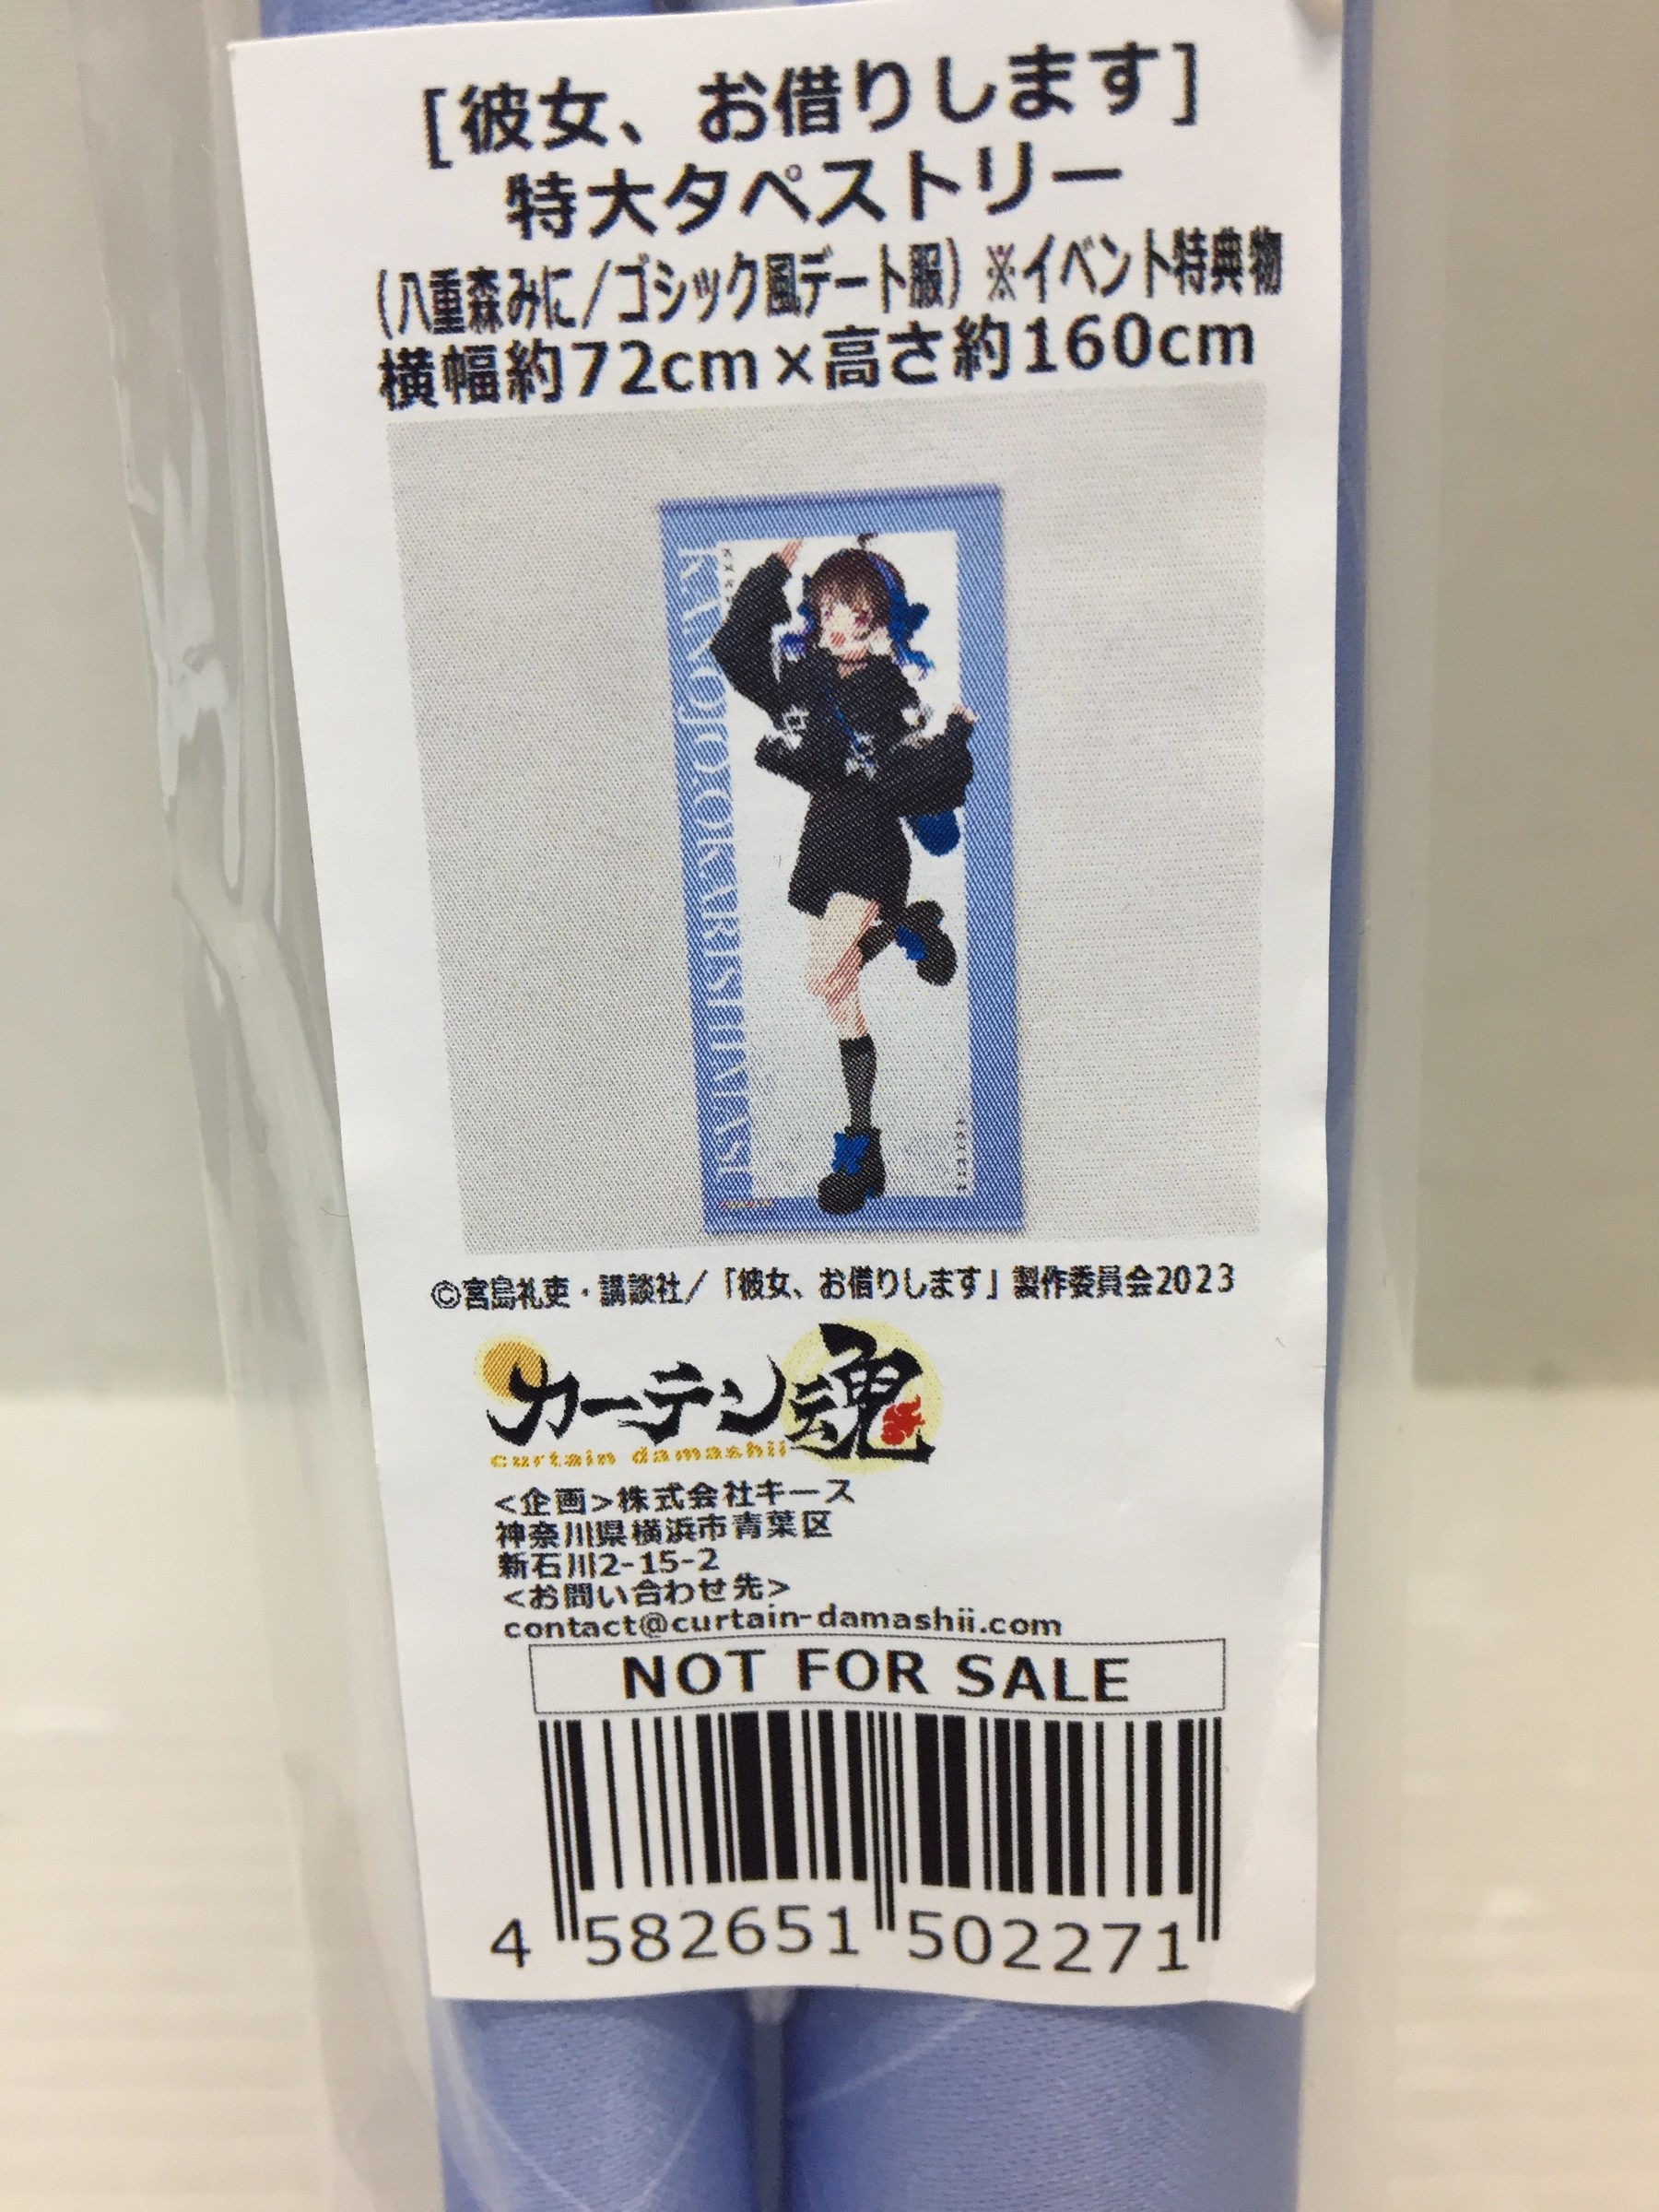 [彼女、お借りします]
特大タペストリー
(八重森みに/ゴシック風デート服) ※イベント特典物
横幅約72cm×高さ約160cm
KANOJO,OKARISHIMASU
©宮島礼吏・講談社/「彼女、お借りします」製作委員会2023
カーテン魂
curtain damashii
<企画>株式会社キース
神奈川県横浜市青葉区
新石川2-15-2
<お問い合わせ先>
contact@curtain-damashii.com
NOT FOR SALE
4 582651 502271